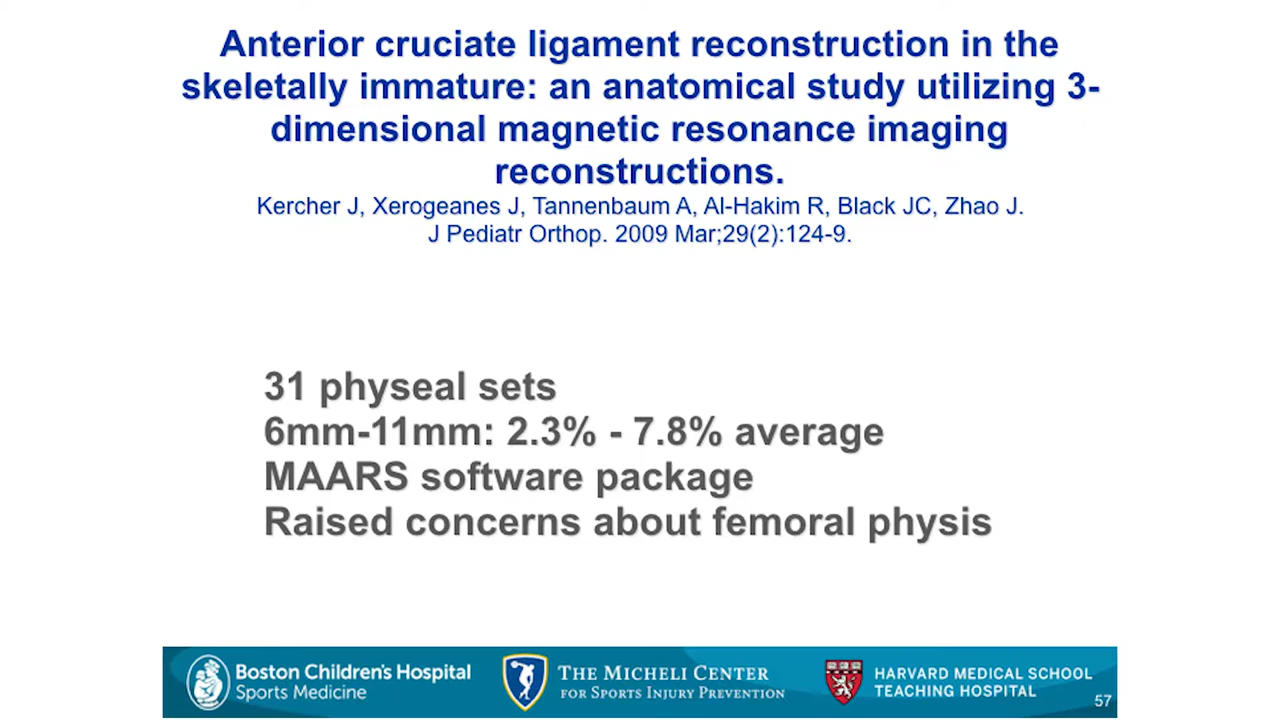 Anterior cruciate ligament reconstruction in the
skeletally immature: an anatomical study utilizing 3-
dimensional magnetic resonance imaging
reconstructions.
Kercher J, Xerogeanes J, Tannenbaum A, Al-Hakim R, Black JC, Zhao J.
J Pediatr Orthop. 2009 Mar;29(2):124-9.
31 physeal sets
6mm-11mm: 2.3% - 7.8% average
MAARS software package
Raised concerns about femoral physis
Boston Children's Hospital
Sports Medicine
THE MICHELI CENTER
FOR SPORTS INJURY PREVENTION
HARVARD MEDICAL SCHOOL
TEACHING HOSPITAL
57